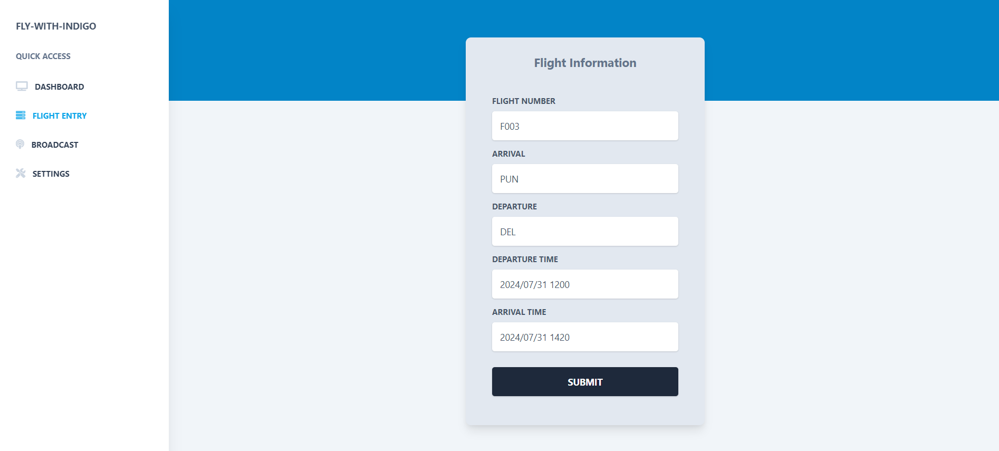 FLY-WITH-INDIGO
QUICK ACCESS
DASHBOARD
FLIGHT ENTRY
BROADCAST
SETTINGS
Flight Information
FLIGHT NUMBER
F003
ARRIVAL
PUN
DEPARTURE
DEL
DEPARTURE TIME
2024/07/31 1200
ARRIVAL TIME
2024/07/31 1420
SUBMIT